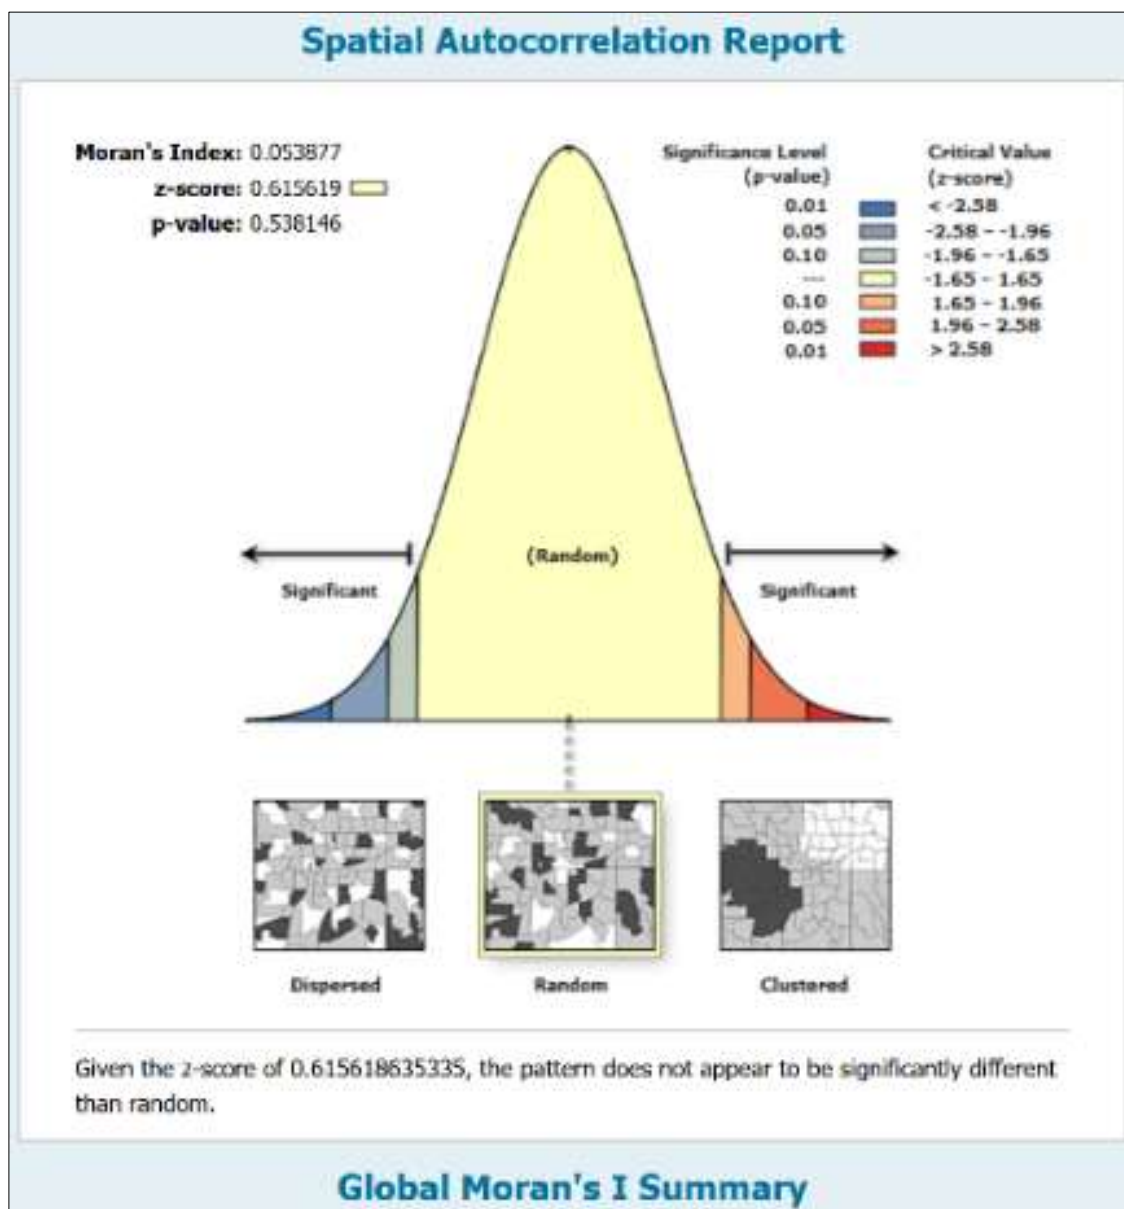 Spatial Autocorrelation Report
Moran's Index: 0.053877
z-score: 0.615619
p-value: 0.538146
Significance Level (p-value)
Critical Value (z-score)
0.01 < -2.58
0.05 -2.58 – -1.96
0.10 -1.96 – -1.65
--- -1.65 – 1.65
0.10 1.65 – 1.96
0.05 1.96 – 2.58
0.01 > 2.58
(Random)
Significant
Significant
Dispersed
Random
Clustered
Given the z-score of 0.615618635335, the pattern does not appear to be significantly different
than random.
Global Moran's I Summary